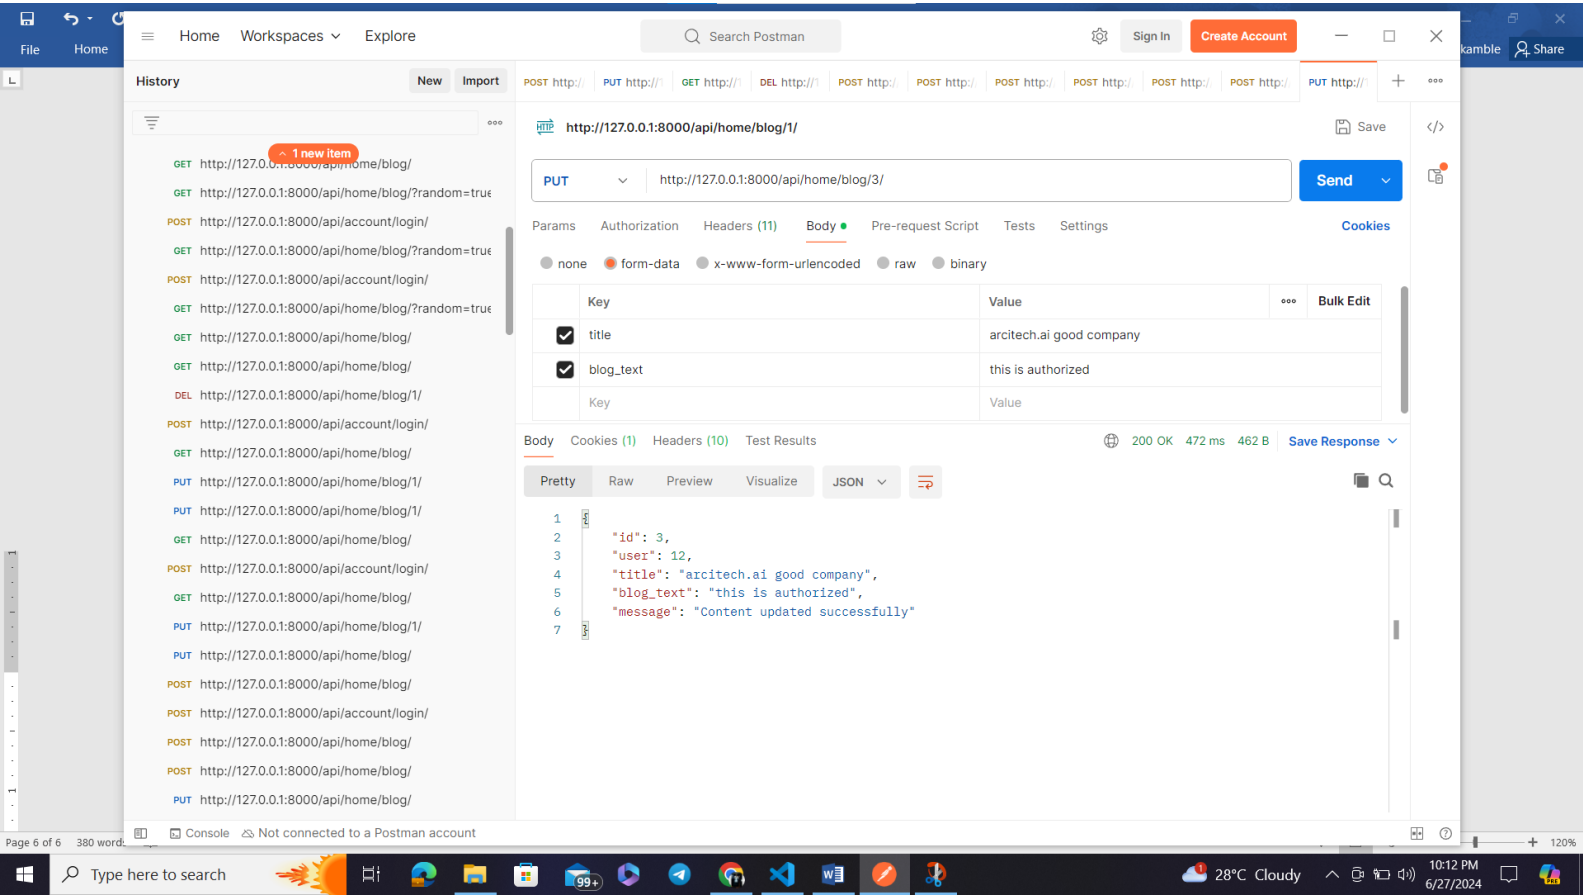 File
Home
kamble
Share
Home
Workspaces
Explore
Search Postman
Sign In
Create Account
History
New
Import
1 new item
GET http://127.0.0.1:8000/api/home/blog/
GET http://127.0.0.1:8000/api/home/blog/?random=true
POST http://127.0.0.1:8000/api/account/login/
GET http://127.0.0.1:8000/api/home/blog/?random=true
POST http://127.0.0.1:8000/api/account/login/
GET http://127.0.0.1:8000/api/home/blog/?random=true
GET http://127.0.0.1:8000/api/home/blog/
GET http://127.0.0.1:8000/api/home/blog/
DEL http://127.0.0.1:8000/api/home/blog/1/
POST http://127.0.0.1:8000/api/account/login/
GET http://127.0.0.1:8000/api/home/blog/
PUT http://127.0.0.1:8000/api/home/blog/1/
PUT http://127.0.0.1:8000/api/home/blog/1/
GET http://127.0.0.1:8000/api/home/blog/
POST http://127.0.0.1:8000/api/account/login/
GET http://127.0.0.1:8000/api/home/blog/
PUT http://127.0.0.1:8000/api/home/blog/1/
PUT http://127.0.0.1:8000/api/home/blog/
POST http://127.0.0.1:8000/api/home/blog/
POST http://127.0.0.1:8000/api/account/login/
POST http://127.0.0.1:8000/api/home/blog/
POST http://127.0.0.1:8000/api/home/blog/
PUT http://127.0.0.1:8000/api/home/blog/
POST http:/ PUT http://1 GET http://1 DEL http://1 POST http:/ POST http:/ POST http:/ POST http:/ POST http:/ POST http:/ PUT http://1
HTTP http://127.0.0.1:8000/api/home/blog/1/
Save
PUT http://127.0.0.1:8000/api/home/blog/3/
Send
Params Authorization Headers (11) Body Pre-request Script Tests Settings Cookies
none form-data x-www-form-urlencoded raw binary
Key Value Bulk Edit
title arcitech.ai good company
blog_text this is authorized
Key Value
Body Cookies (1) Headers (10) Test Results 200 OK 472 ms 462 B Save Response
Pretty Raw Preview Visualize JSON
1 {
2 "id": 3,
3 "user": 12,
4 "title": "arcitech.ai good company",
5 "blog_text": "this is authorized",
6 "message": "Content updated successfully"
7 }
Console Not connected to a Postman account
Page 6 of 6 380 words
120%
Type here to search
99+
1
28°C Cloudy
10:12 PM
6/27/2024
PRE